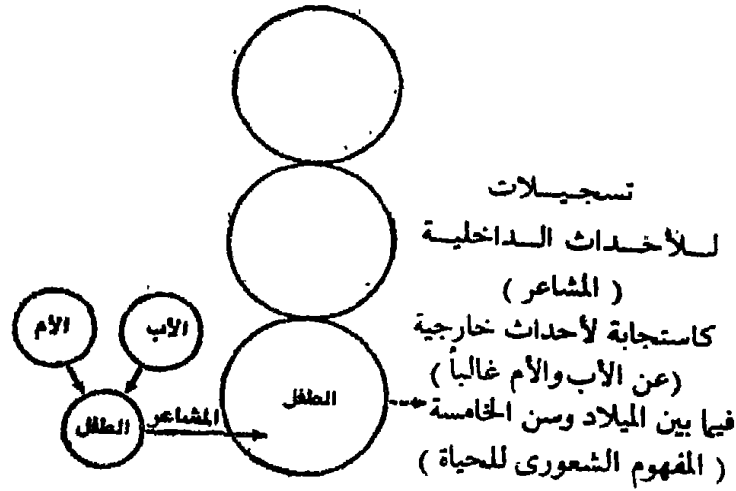 تسجيلات
للأحداث الداخلية
( المشاعر )
كاستجابة لأحداث خارجية
(عن الأب والأم غالباً )
فيما بين الميلاد وسن الخامسة
( المفهوم الشعورى للحياة )
الأم
الأب
الطفل
المشاعر
الطفل